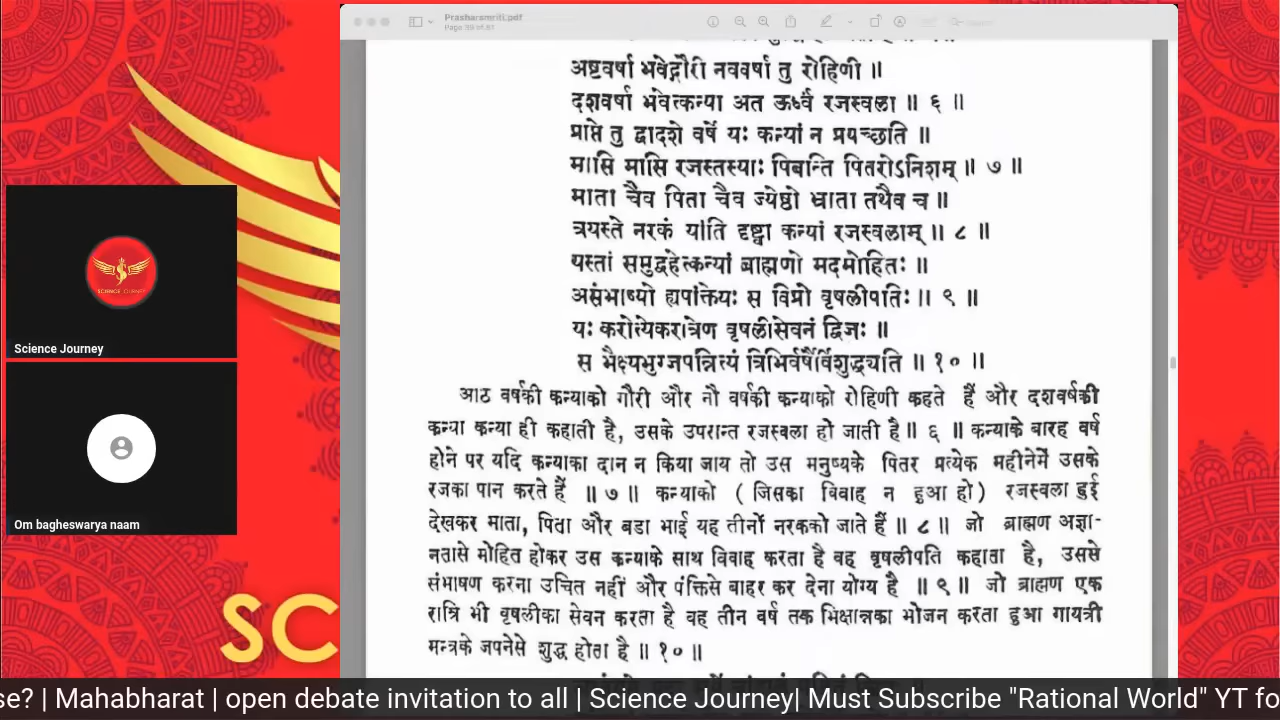 Prasharsmriti.pdf
अष्टवर्षा भवेद्गौरी नववर्षा तु रोहिणी ॥
दशवर्षा भवेत्कन्या अत ऊर्ध्वं रजस्वला ॥ ६ ॥
प्राप्ते तु द्वादशे वर्षे यः कन्यां न प्रयच्छति ॥
मासि मासि रजस्तस्याः पिबन्ति पितरोऽनिशम् ॥ ७ ॥
माता चैव पिता चैव ज्येष्ठो भ्राता तथैव च ॥
त्रयस्ते नरकं यांति दृष्ट्वा कन्यां रजस्वलाम् ॥ ८ ॥
यस्तां समुद्वहेत्कन्यां ब्राह्मणो मदमोहितः ॥
असंभाष्यो ह्यपांक्तेयः स विप्रो वृषलीपतिः ॥ ९ ॥
यः करोत्येकरात्रेण वृषलीसेवनं द्विजः ॥
स भैक्ष्यभुग्जपन्नित्यं त्रिभिर्वर्षैर्विशुद्ध्यति ॥ १० ॥
आठ वर्षकी कन्याको गौरी और नौ वर्षकी कन्याको रोहिणी कहते हैं और दशवर्षकी
कन्या कन्या ही कहाती है, उसके उपरान्त रजस्वला हो जाती है॥ ६ ॥ कन्याके बारह वर्ष
होने पर यदि कन्याका दान न किया जाय तो उस मनुष्यके पितर प्रत्येक महीनेमें उसके
रजका पान करते हैं ॥ ७ ॥ कन्याको ( जिसका विवाह न हुआ हो ) रजस्वला हुई
देखकर माता, पिता और बडा भाई यह तीनों नरकको जाते हैं ॥ ८ ॥ जो ब्राह्मण अज्ञा-
नतासे मोहित होकर उस कन्याके साथ विवाह करता है वह वृषलीपति कहाता है, उससे
संभाषण करना उचित नहीं और पंक्तिसे बाहर कर देना योग्य है ॥ ९ ॥ जो ब्राह्मण एक
रात्रि भी वृषलीका सेवन करता है वह तीन वर्ष तक भिक्षान्नका भोजन करता हुआ गायत्री
मन्त्रके जपनेसे शुद्ध होता है ॥ १० ॥
SCIENCE JOURNEY
Science Journey
Om bagheswarya naam
SC
se? | Mahabharat | open debate invitation to all | Science Journey| Must Subscribe "Rational World" YT fo